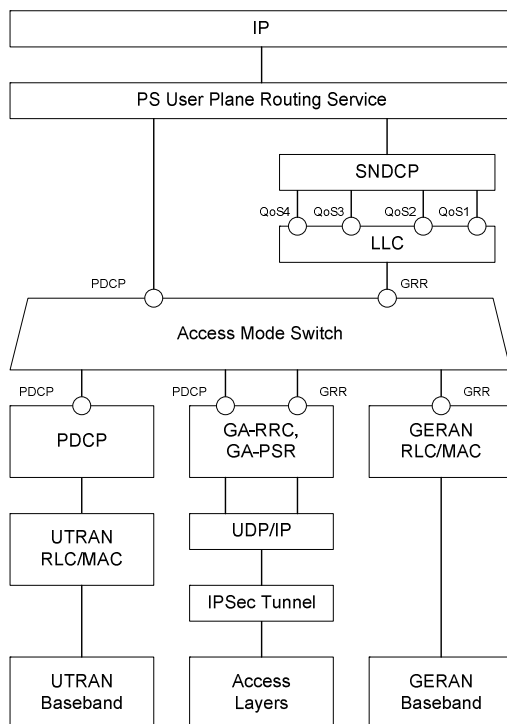 IP
PS User Plane Routing Service
SNDCP
QoS4 QoS3 QoS2 QoS1
LLC
PDCP GRR
Access Mode Switch
PDCP PDCP GRR GRR
PDCP
GA-RRC,
GA-PSR
GERAN
RLC/MAC
UTRAN
RLC/MAC
UDP/IP
IPSec Tunnel
UTRAN
Baseband
Access
Layers
GERAN
Baseband